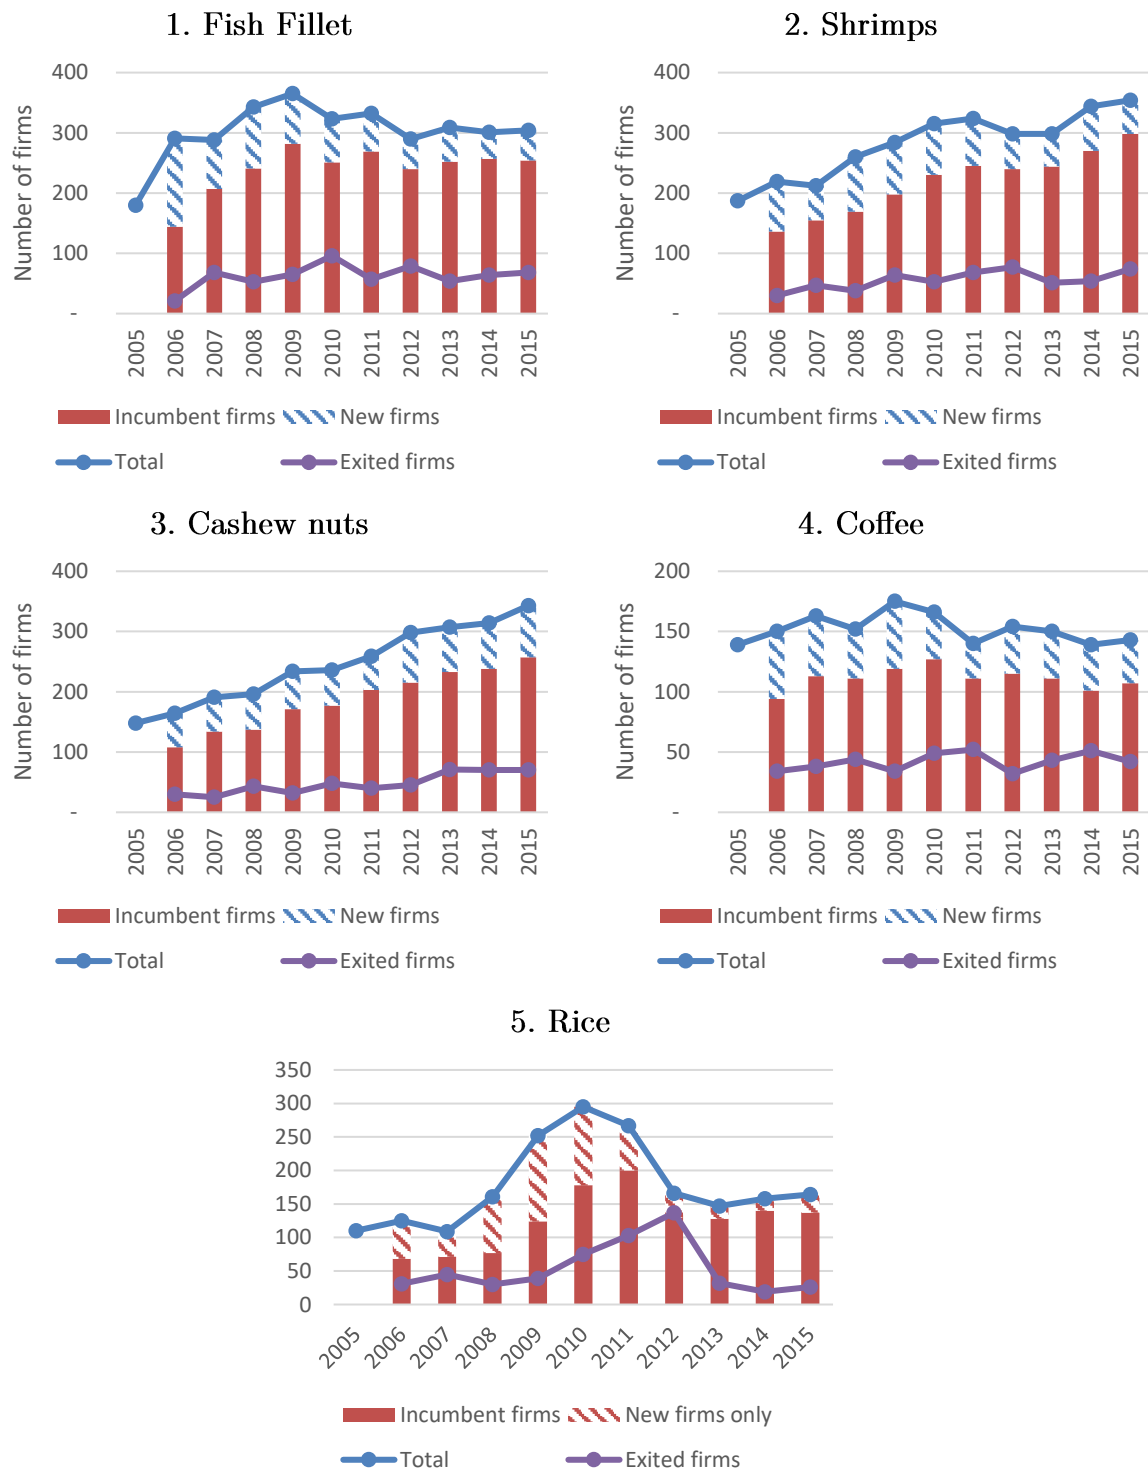 1. Fish Fillet
Number of firms
400
300
200
100
-
2005 2006 2007 2008 2009 2010 2011 2012 2013 2014 2015
Incumbent firms New firms
Total Exited firms
2. Shrimps
Number of firms
400
300
200
100
-
2005 2006 2007 2008 2009 2010 2011 2012 2013 2014 2015
Incumbent firms New firms
Total Exited firms
3. Cashew nuts
Number of firms
400
300
200
100
-
2005 2006 2007 2008 2009 2010 2011 2012 2013 2014 2015
Incumbent firms New firms
Total Exited firms
4. Coffee
Number of firms
200
150
100
50
-
2005 2006 2007 2008 2009 2010 2011 2012 2013 2014 2015
Incumbent firms New firms
Total Exited firms
5. Rice
350
300
250
200
150
100
50
0
2005 2006 2007 2008 2009 2010 2011 2012 2013 2014 2015
Incumbent firms New firms only
Total Exited firms